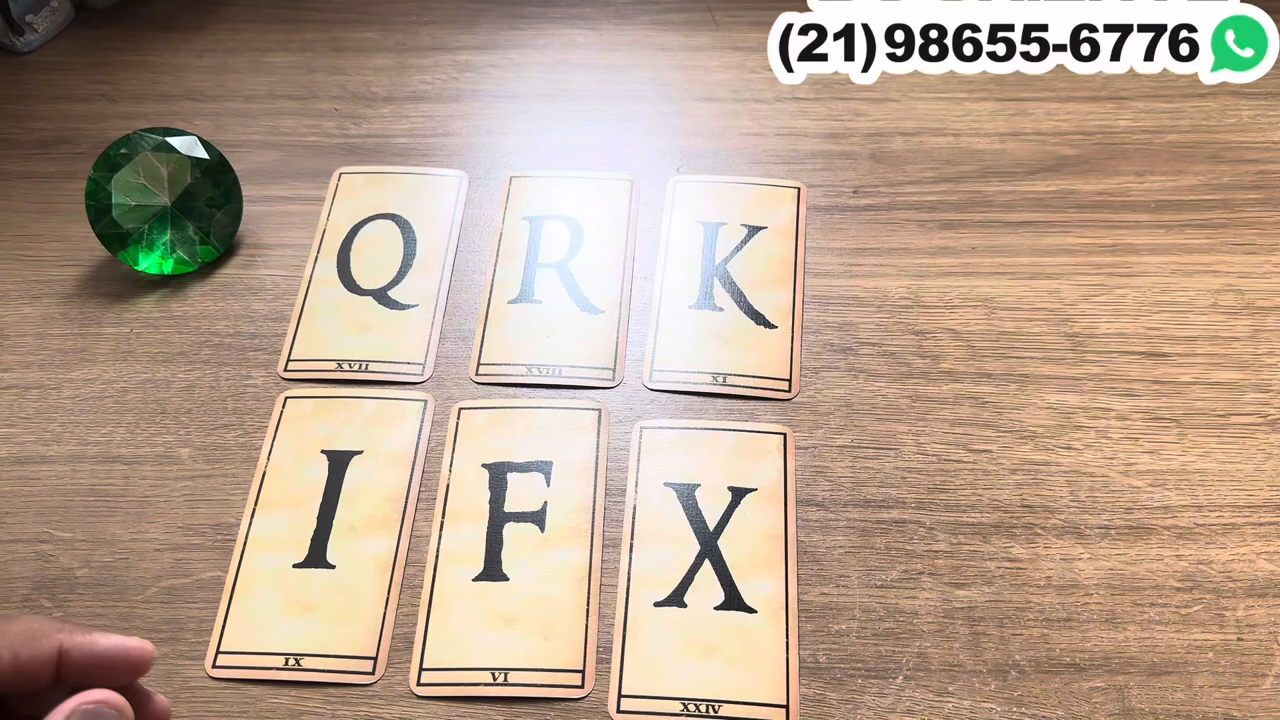 (21)98655-6776
Q R K
XVII XVIII XI
I F X
IX VI XXIV